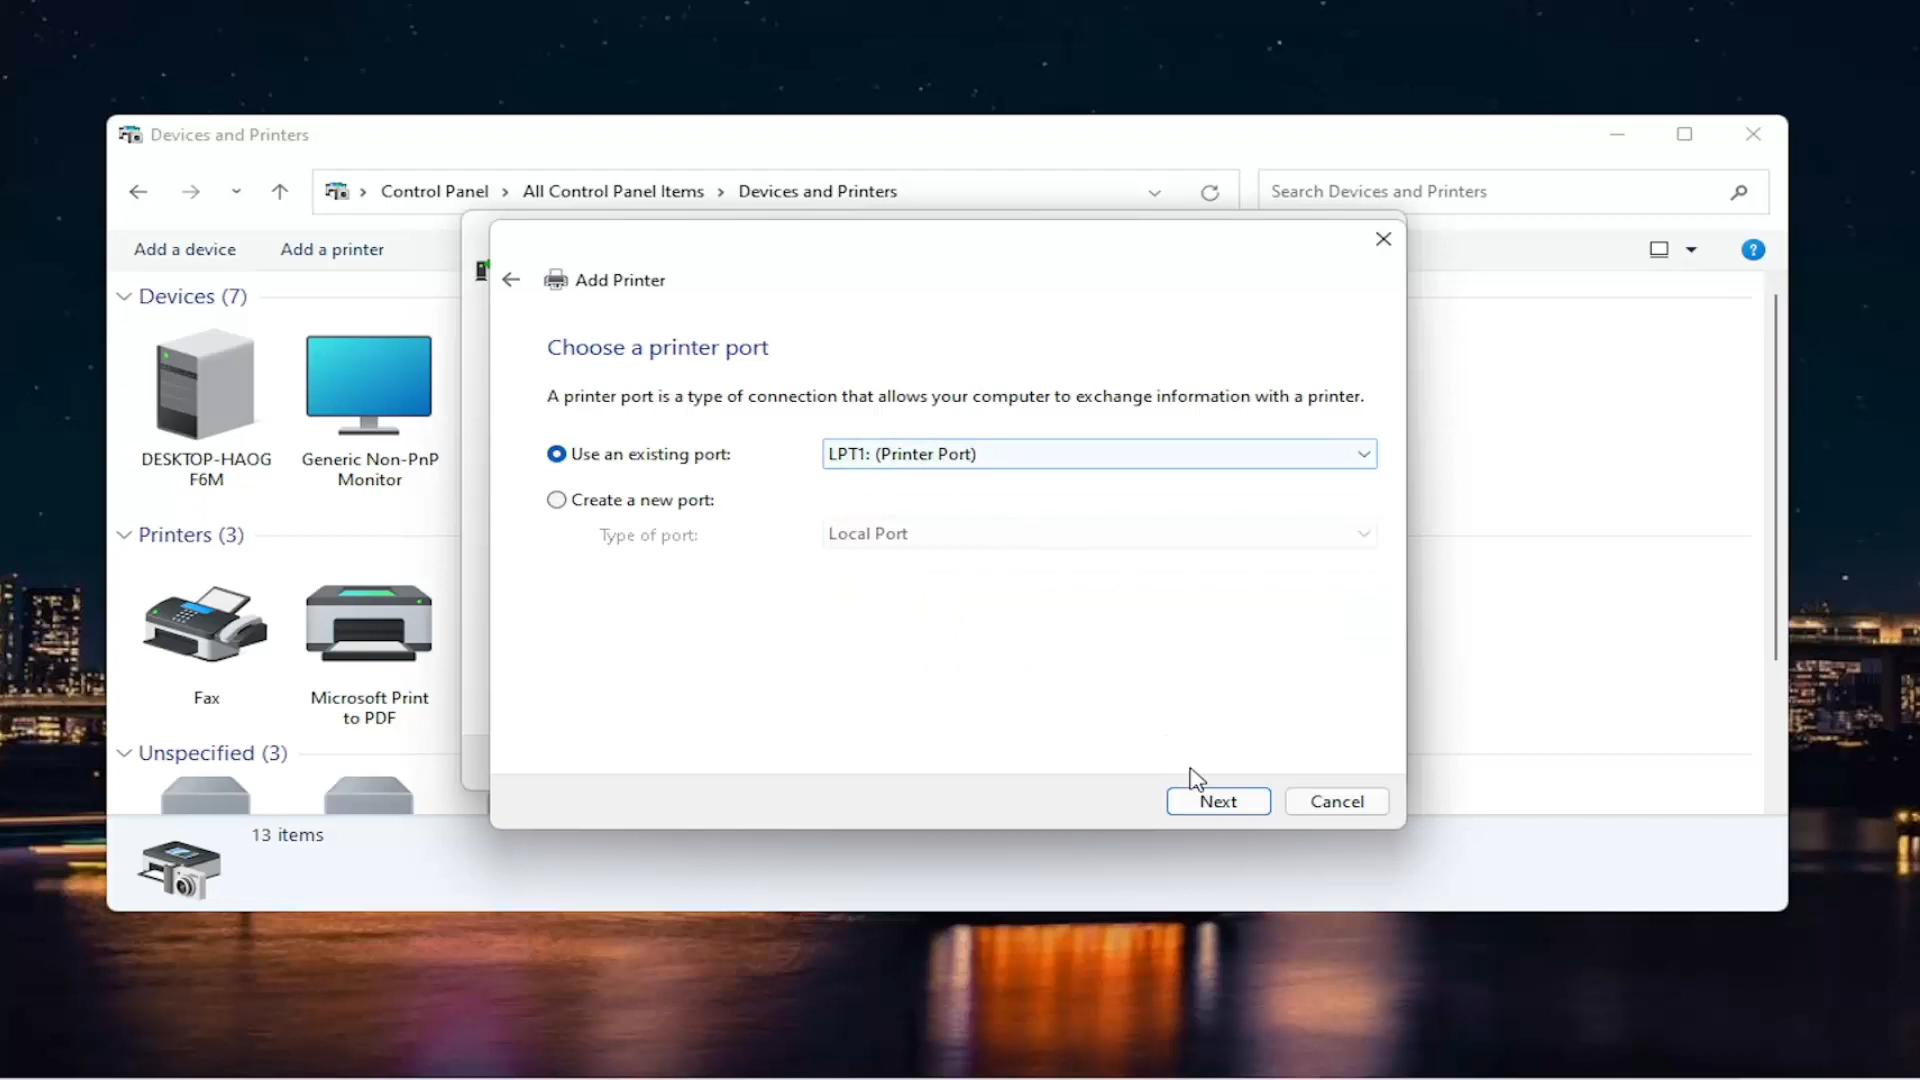 Devices and Printers
Control Panel > All Control Panel Items > Devices and Printers
Search Devices and Printers
Add a device Add a printer
?
Devices (7)
DESKTOP-HAOG
F6M
Generic Non-PnP
Monitor
Printers (3)
Fax
Microsoft Print
to PDF
Unspecified (3)
13 items
Add Printer
Choose a printer port
A printer port is a type of connection that allows your computer to exchange information with a printer.
Use an existing port: LPT1: (Printer Port)
Create a new port:
Type of port: Local Port
Next Cancel